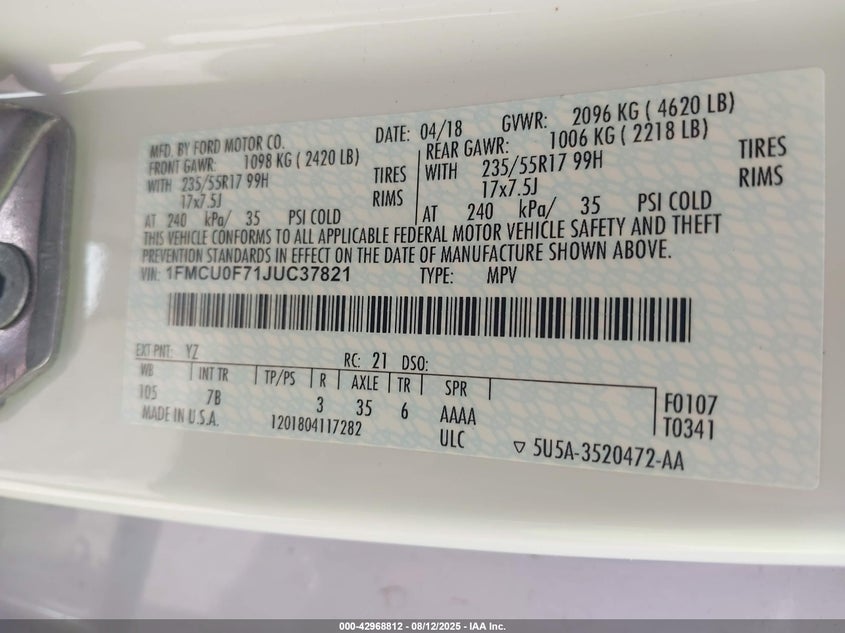 MFD. BY FORD MOTOR CO.
DATE: 04/18 GVWR: 2096 KG ( 4620 LB)
FRONT GAWR: 1098 KG ( 2420 LB)
REAR GAWR: 1006 KG ( 2218 LB)
WITH 235/55R17 99H TIRES
WITH 235/55R17 99H TIRES
17x7.5J RIMS
17x7.5J RIMS
AT 240 kPa/ 35 PSI COLD
AT 240 kPa/ 35 PSI COLD
THIS VEHICLE CONFORMS TO ALL APPLICABLE FEDERAL MOTOR VEHICLE SAFETY AND THEFT
PREVENTION STANDARDS IN EFFECT ON THE DATE OF MANUFACTURE SHOWN ABOVE.
VIN: 1FMCU0F71JUC37821 TYPE: MPV
EXT PNT: YZ RC: 21 DSO:
WB INT TR TP/PS R AXLE TR SPR
105 7B 3 35 6 AAAA
F0107
T0341
MADE IN U.S.A. 1201804117282 ULC
▽ 5U5A-3520472-AA
000-42968812 - 08/12/2025 - IAA Inc.